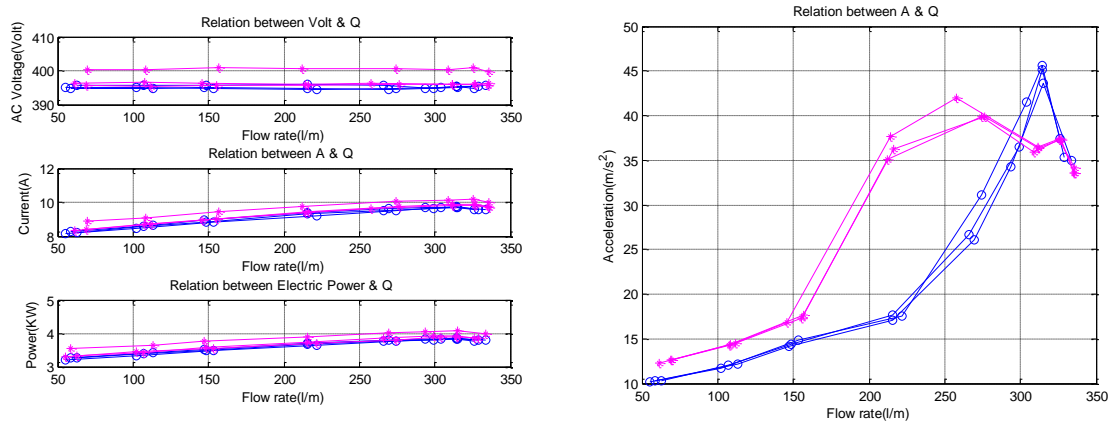 Relation between Volt & Q
AC Voltage(Volt)
410
400
390
50 100 150 200 250 300 350
Flow rate(l/m)
Relation between A & Q
Current(A)
12
10
8
50 100 150 200 250 300 350
Flow rate(l/m)
Relation between Electric Power & Q
Power(KW)
5
4
3
50 100 150 200 250 300 350
Flow rate(l/m)
Relation between A & Q
Acceleration(m/s²)
50
45
40
35
30
25
20
15
10
50 100 150 200 250 300 350
Flow rate(l/m)